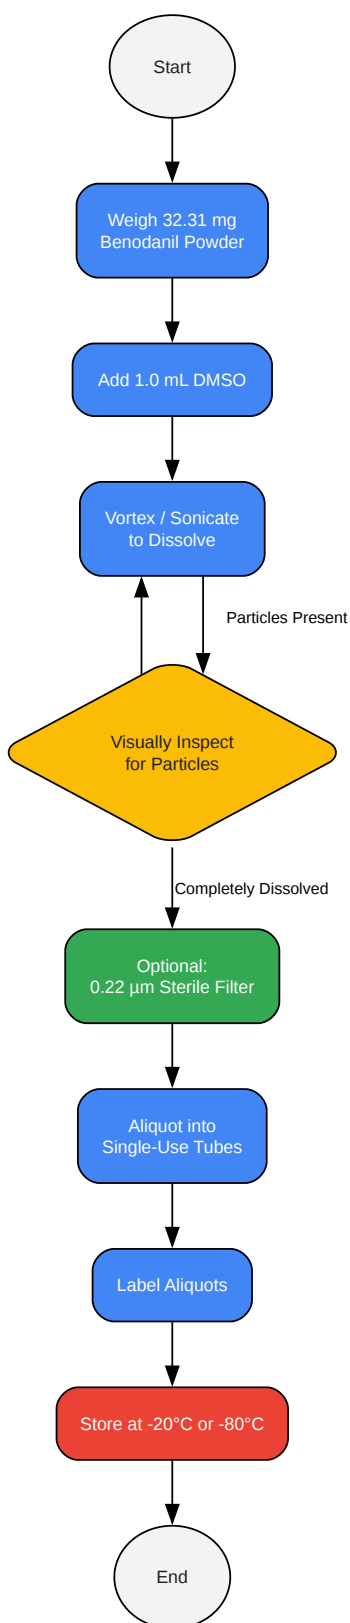 Start
Weigh 32.31 mg
Benodanil Powder
Add 1.0 mL DMSO
Vortex / Sonicate
to Dissolve
Particles Present
Visually Inspect
for Particles
Completely Dissolved
Optional:
0.22 µm Sterile Filter
Aliquot into
Single-Use Tubes
Label Aliquots
Store at -20°C or -80°C
End